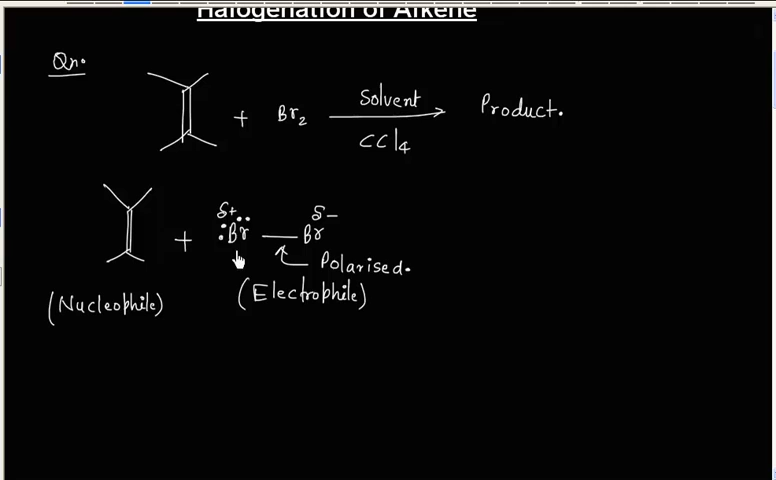 Halogenation of Alkene
Qn.
+ Br2 Solvent Product.
CCl4
δ+ δ−
+ :Br — Br
Polarised.
(Nucleophile) (Electrophile)